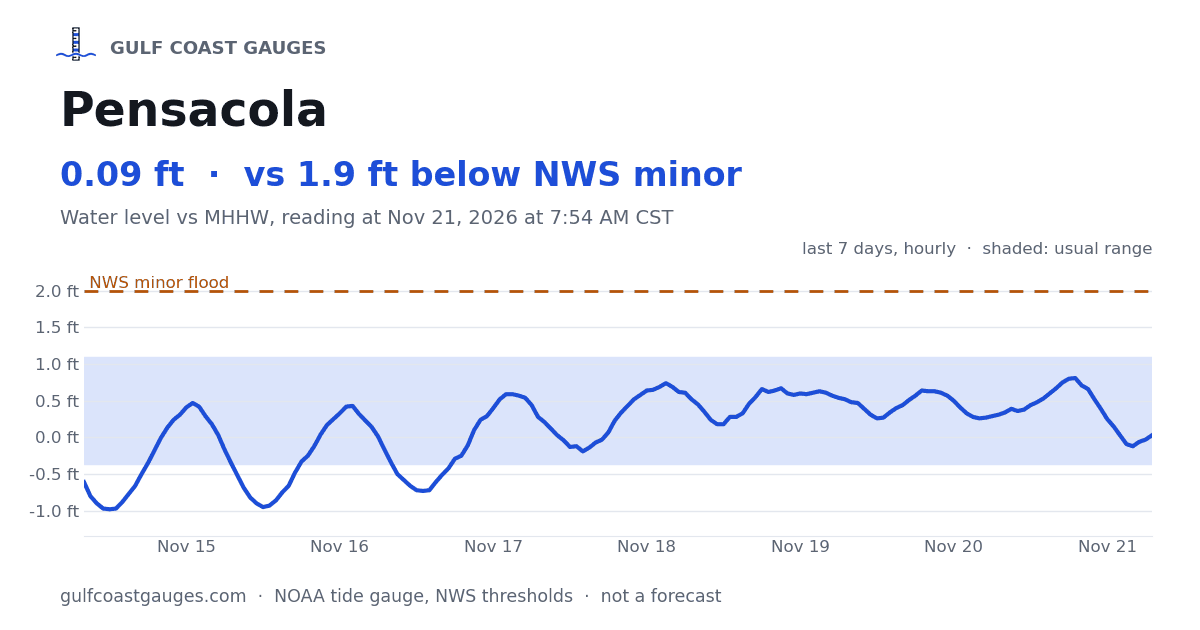 GULF COAST GAUGES
Pensacola
0.09 ft · vs 1.9 ft below NWS minor
Water level vs MHHW, reading at Nov 21, 2026 at 7:54 AM CST
last 7 days, hourly · shaded: usual range
NWS minor flood
2.0 ft
1.5 ft
1.0 ft
0.5 ft
0.0 ft
-0.5 ft
-1.0 ft
Nov 15 Nov 16 Nov 17 Nov 18 Nov 19 Nov 20 Nov 21
gulfcoastgauges.com · NOAA tide gauge, NWS thresholds · not a forecast